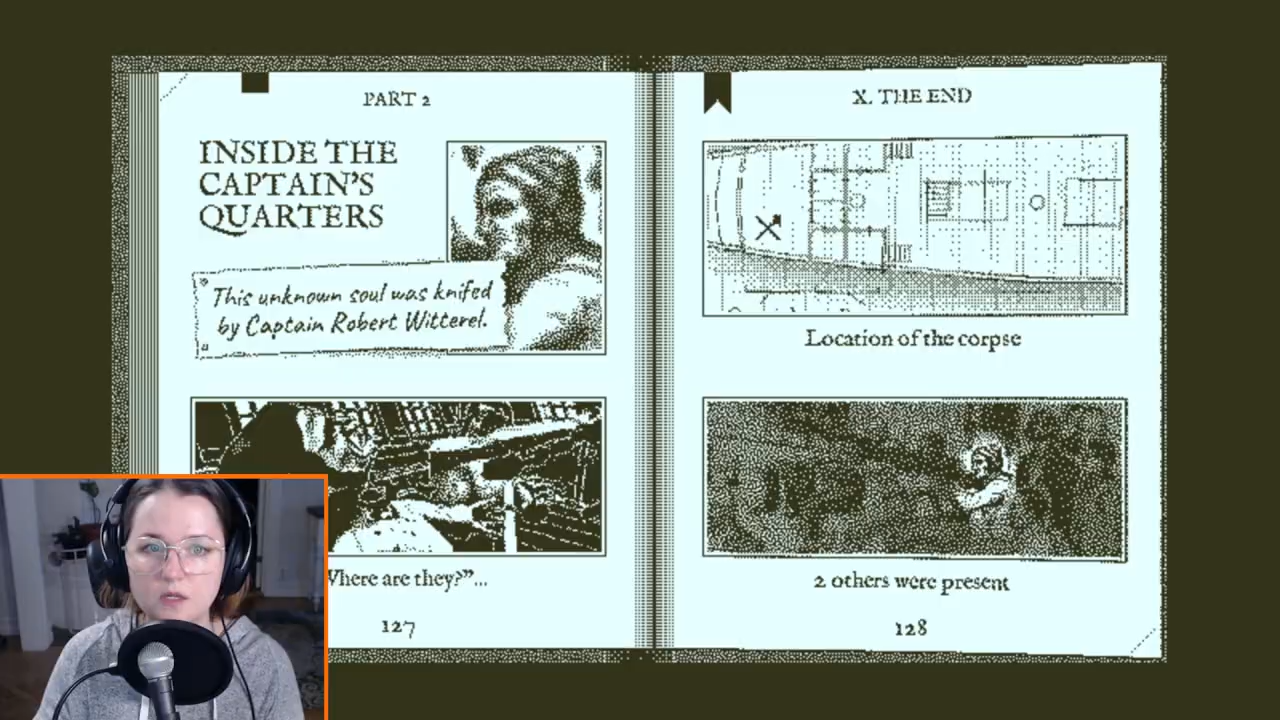 PART 2
INSIDE THE
CAPTAIN'S
QUARTERS
This unknown soul was knifed
by Captain Robert Witterel.
are they?"...
127
X. THE END
Location of the corpse
2 others were present
128